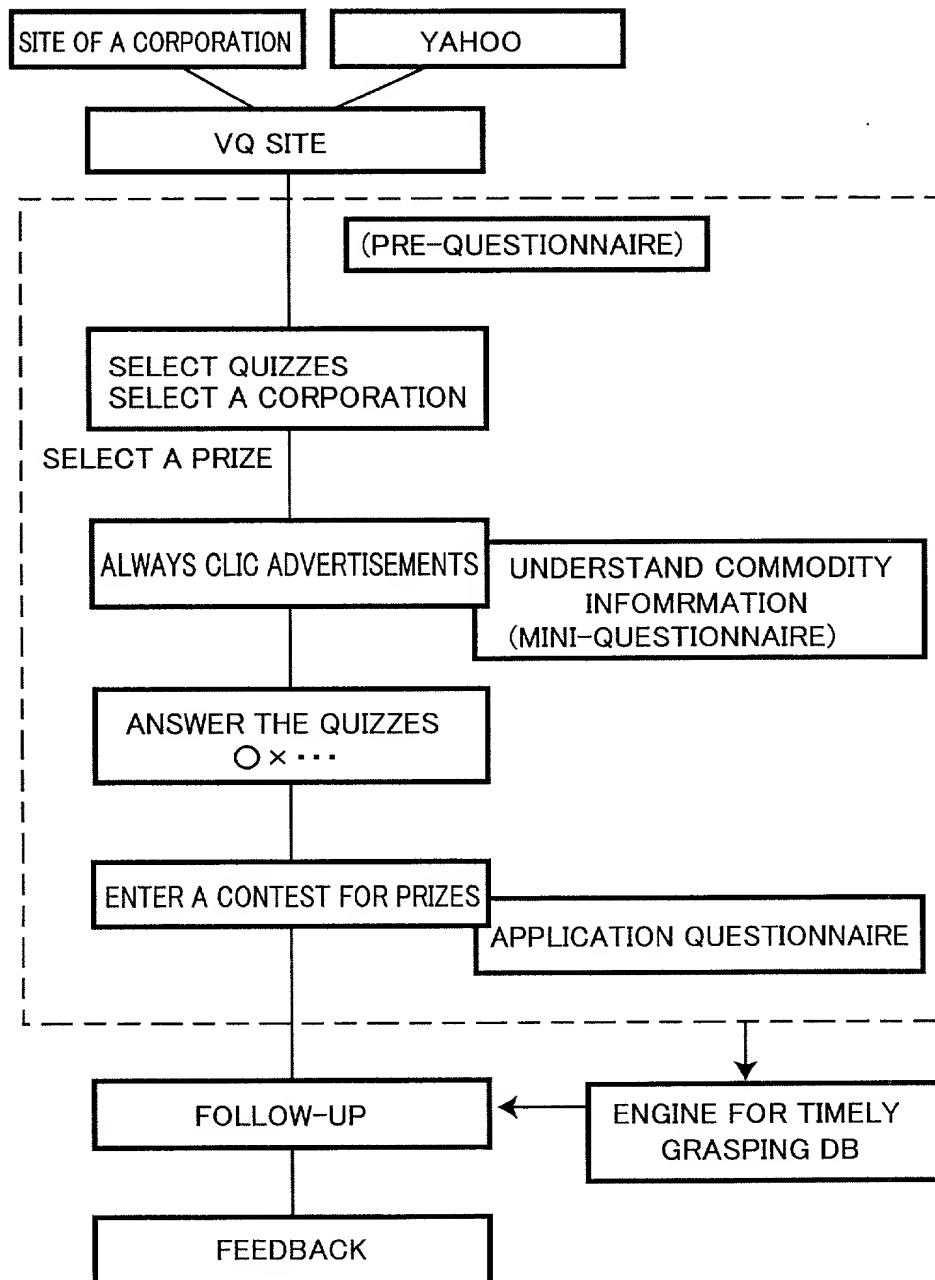 SITE OF A CORPORATION
YAHOO
VQ SITE
(PRE-QUESTIONNAIRE)
SELECT QUIZZES
SELECT A CORPORATION
SELECT A PRIZE
ALWAYS CLIC ADVERTISEMENTS
UNDERSTAND COMMODITY
INFOMRMATION
(MINI-QUESTIONNAIRE)
ANSWER THE QUIZZES
○×···
ENTER A CONTEST FOR PRIZES
APPLICATION QUESTIONNAIRE
FOLLOW-UP
ENGINE FOR TIMELY
GRASPING DB
FEEDBACK